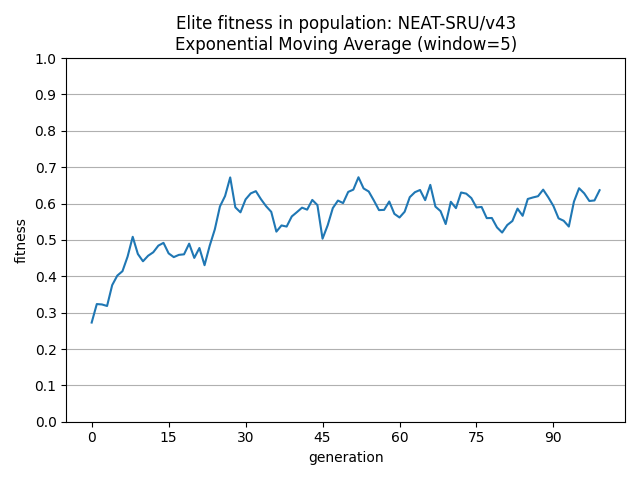 Elite fitness in population: NEAT-SRU/v43
Exponential Moving Average (window=5)
1.0
0.9
0.8
0.7
0.6
0.5
0.4
0.3
0.2
0.1
0.0
fitness
0 15 30 45 60 75 90
generation